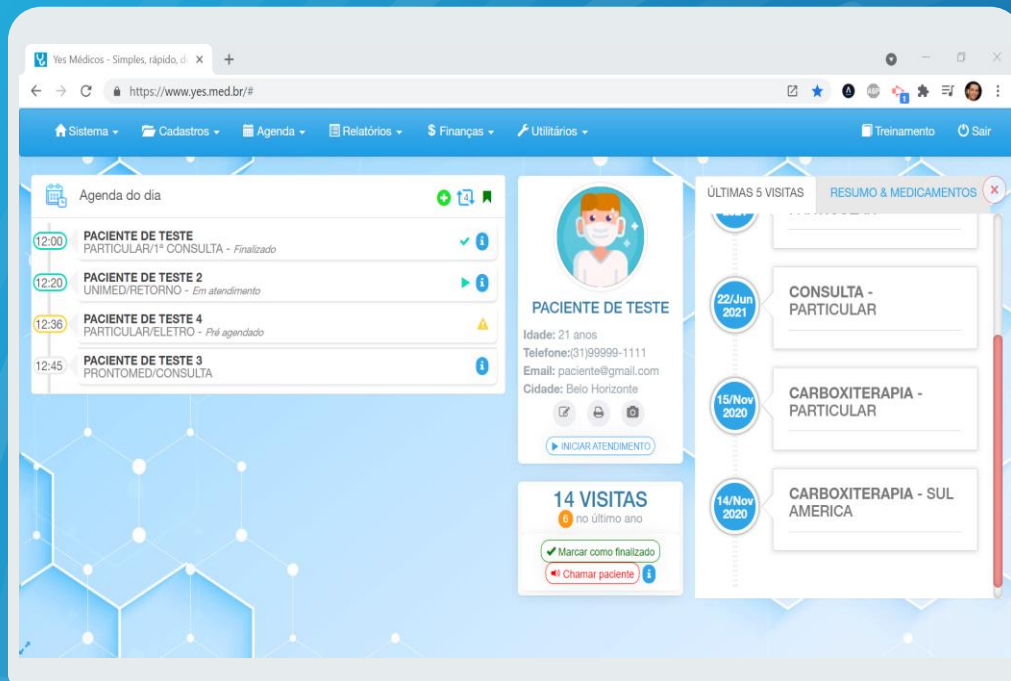 Yes Médicos - Simples, rápido, d
https://www.yes.med.br/#
Sistema
Cadastros
Agenda
Relatórios
$ Finanças
Utilitários
Treinamento
Sair
Agenda do dia
4
12:00
PACIENTE DE TESTE
PARTICULAR/1ª CONSULTA - Finalizado
12:20
PACIENTE DE TESTE 2
UNIMED/RETORNO - Em atendimento
12:36
PACIENTE DE TESTE 4
PARTICULAR/ELETRO - Pré agendado
12:45
PACIENTE DE TESTE 3
PRONTOMED/CONSULTA
PACIENTE DE TESTE
Idade: 21 anos
Telefone:(31)99999-1111
Email: paciente@gmail.com
Cidade: Belo Horizonte
INICIAR ATENDIMENTO
14 VISITAS
6 no último ano
Marcar como finalizado
Chamar paciente
ÚLTIMAS 5 VISITAS
RESUMO & MEDICAMENTOS
22/Jun
2021
CONSULTA -
PARTICULAR
15/Nov
2020
CARBOXITERAPIA -
PARTICULAR
14/Nov
2020
CARBOXITERAPIA - SUL
AMERICA